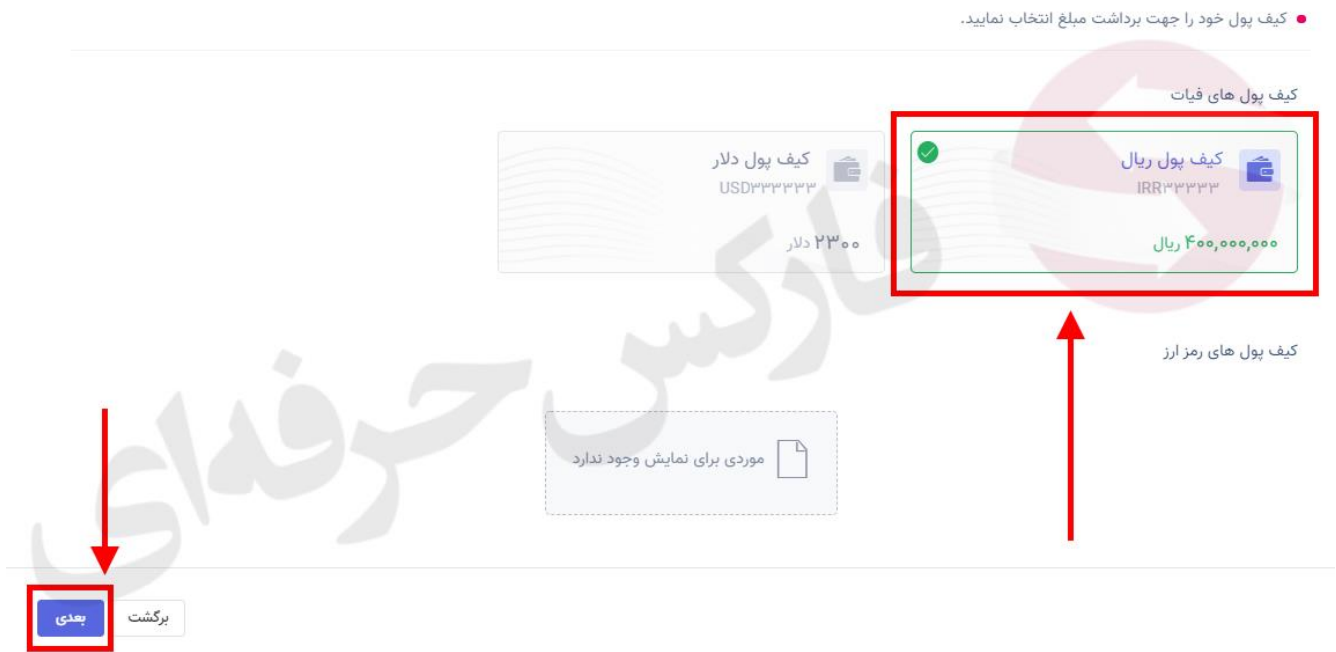 کیف پول خود را جهت برداشت مبلغ انتخاب نمایید.
کیف پول های فیات
کیف پول ریال
IRR۳۳۳۳۳
۴۰۰,۰۰۰,۰۰۰ ریال
کیف پول دلار
USD۳۳۳۳۳۳
۲۳۰۰ دلار
کیف پول های رمز ارز
موردی برای نمایش وجود ندارد
فارکس حرفه‌ای
برگشت
بعدی